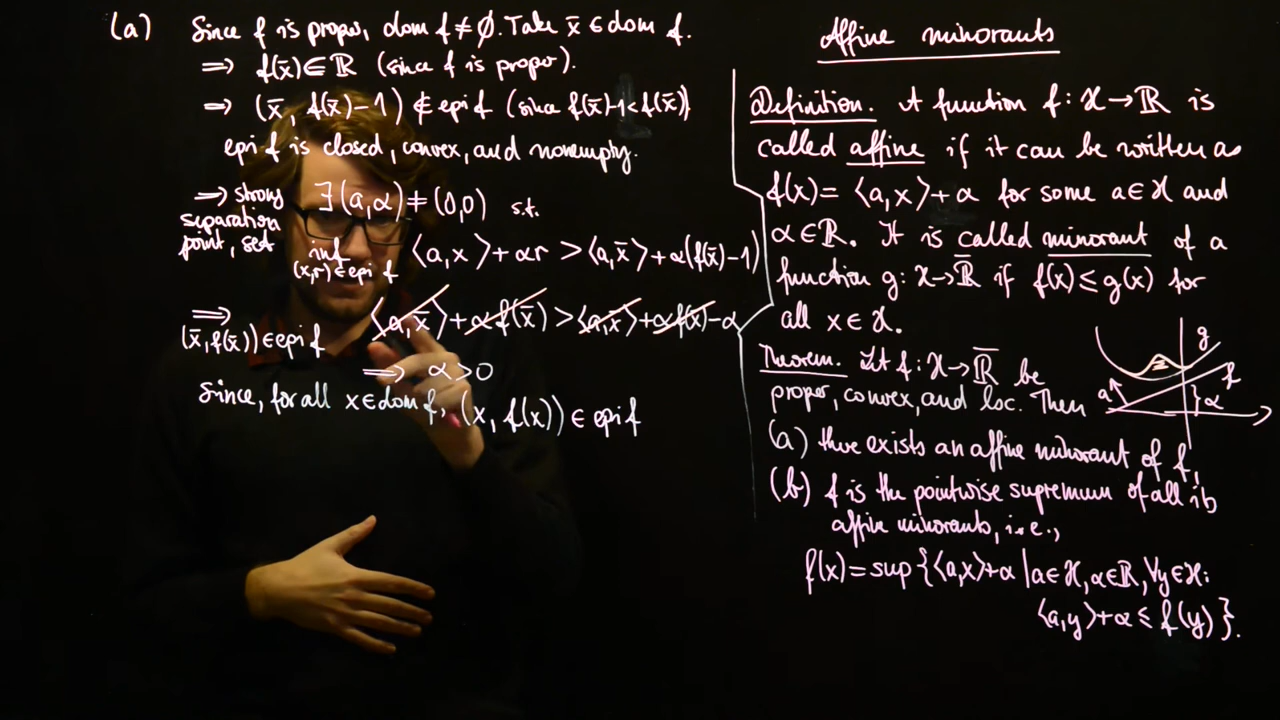 (a) Since f is proper, dom f ≠ ∅. Take x̄ ∈ dom f.
⟹ f(x̄) ∈ ℝ (since f is proper).
⟹ (x̄, f(x̄)-1) ∉ epi f (since f(x̄)-1 < f(x̄))
epi f is closed, convex, and nonempty.
⟹ strong separation point, set
∃(a,α) ≠ (0,0) s.t.
inf (x,r)∈epi f ⟨a,x⟩+αr > ⟨a,x̄⟩+α(f(x̄)-1)
⟹ (x̄,f(x̄))∈epi f ⟨a,x̄⟩+αf(x̄) > ⟨a,x̄⟩+αf(x̄)-α
⟹ α>0
Since, for all x∈dom f, (x, f(x)) ∈ epi f
Affine minorants
Definition. A function f: ℋ→ℝ is
called affine if it can be written as
f(x)= ⟨a,x⟩+α for some a∈ℋ and
α∈ℝ. It is called minorant of a
function g: ℋ→ℝ̄ if f(x)≤g(x) for
all x∈ℋ.
Theorem. Let f: ℋ→ℝ̄ be
proper, convex, and lsc. Then
(a) there exists an affine minorant of f,
(b) f is the pointwise supremum of all its
affine minorants, i.e.,
f(x)=sup{⟨a,x⟩+α | a∈ℋ, α∈ℝ, ∀y∈ℋ:
⟨a,y⟩+α ≤ f(y)}.
g
f
a
α